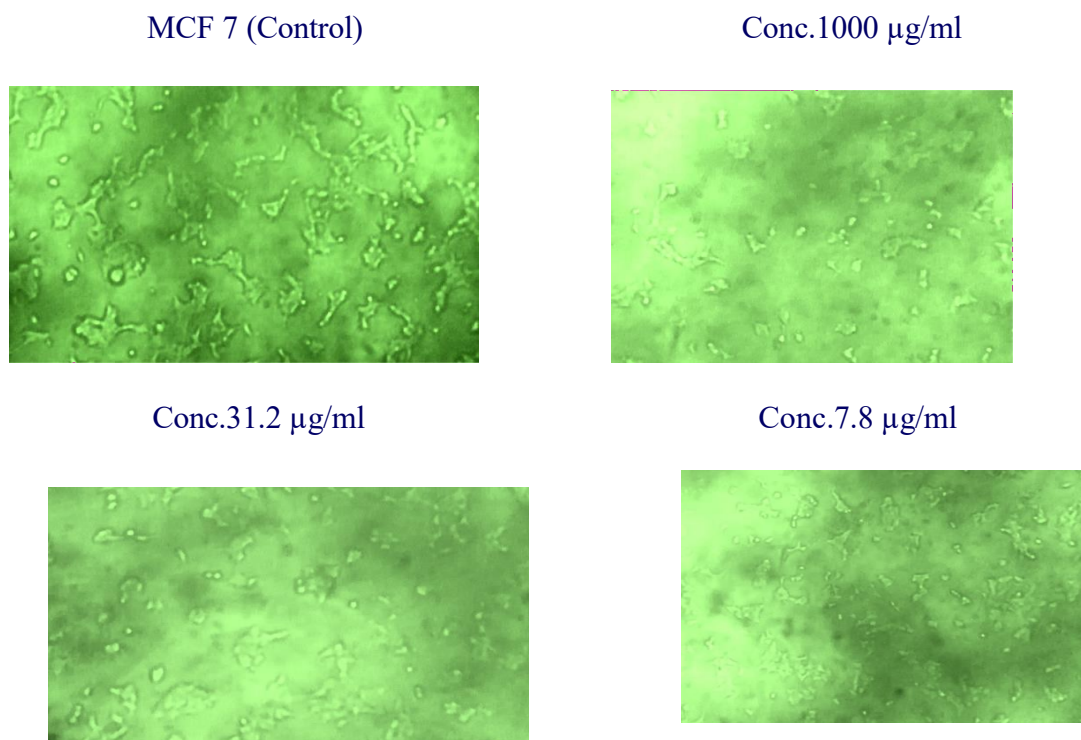 MCF 7 (Control)
Conc.1000 µg/ml
Conc.31.2 µg/ml
Conc.7.8 µg/ml